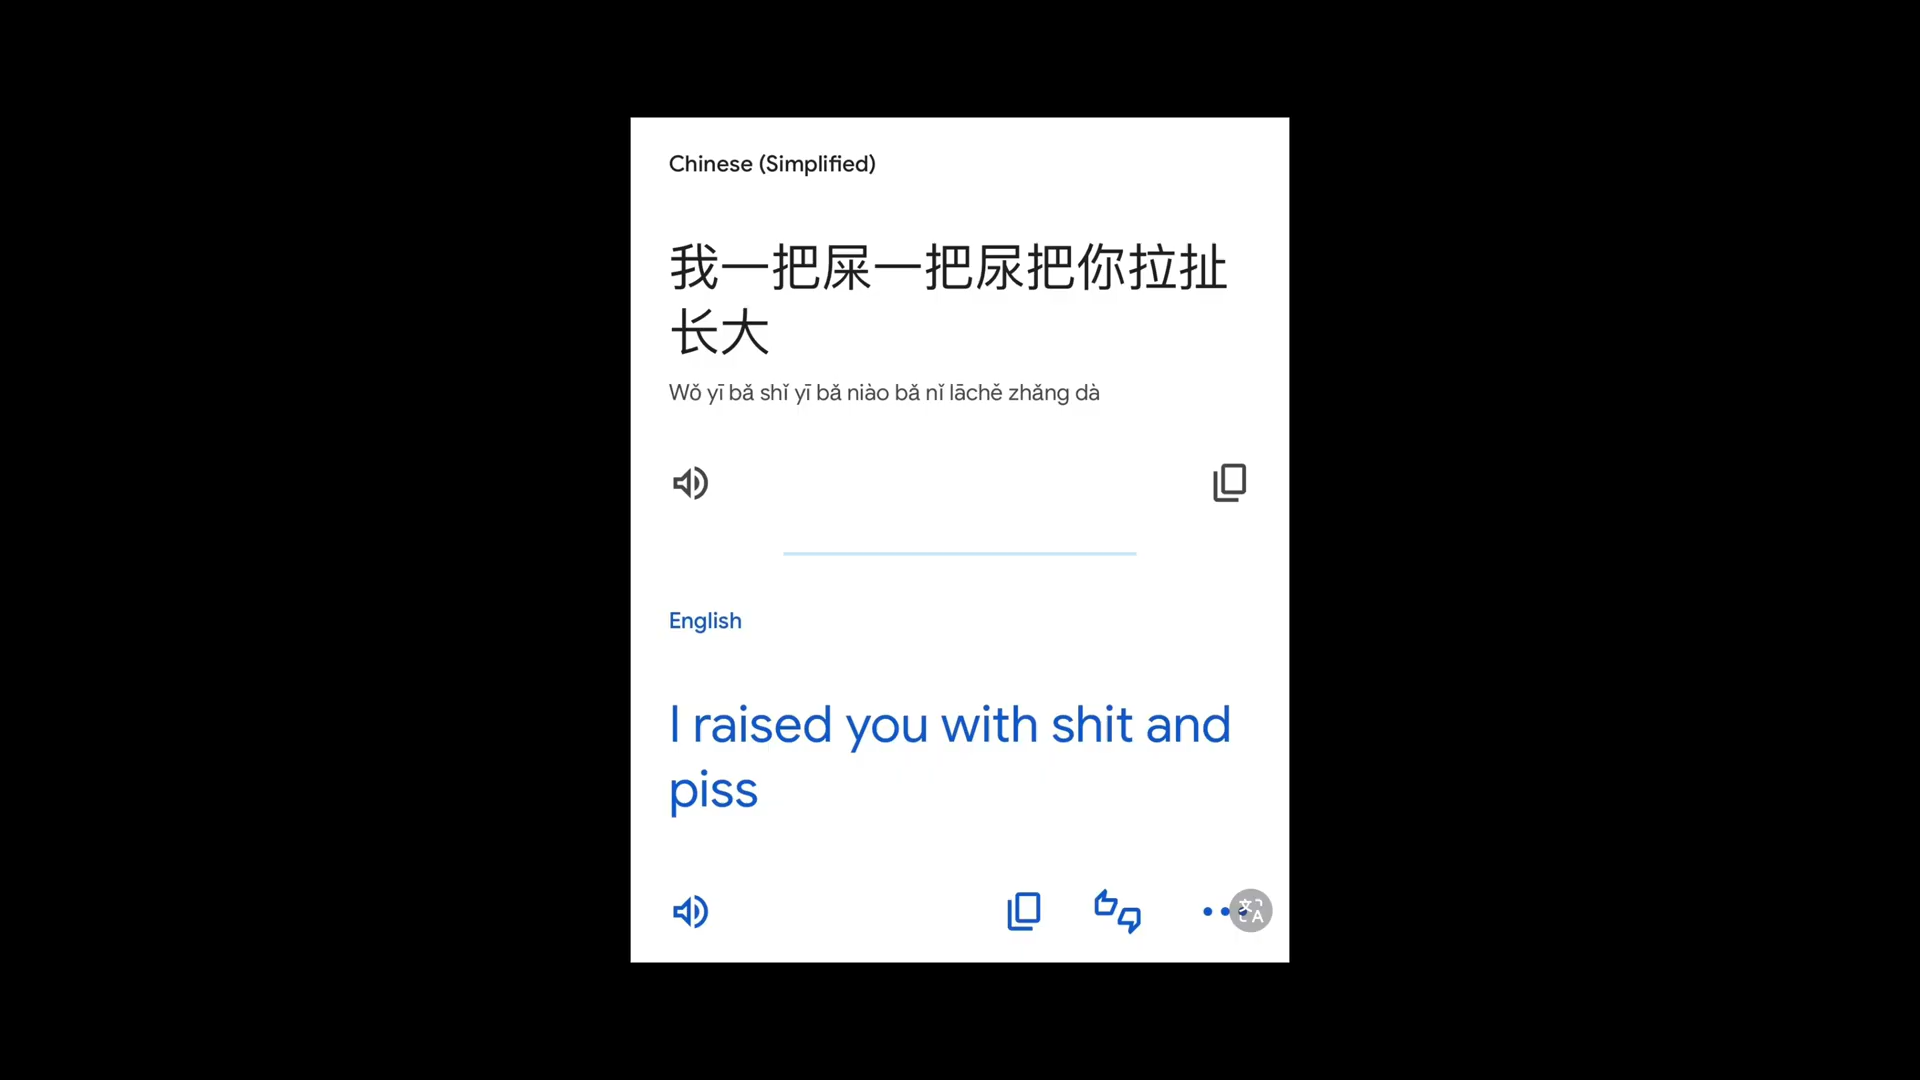 Chinese (Simplified)
我一把屎一把尿把你拉扯
长大
Wǒ yī bǎ shǐ yī bǎ niào bǎ nǐ lāchě zhǎng dà
English
I raised you with shit and
piss